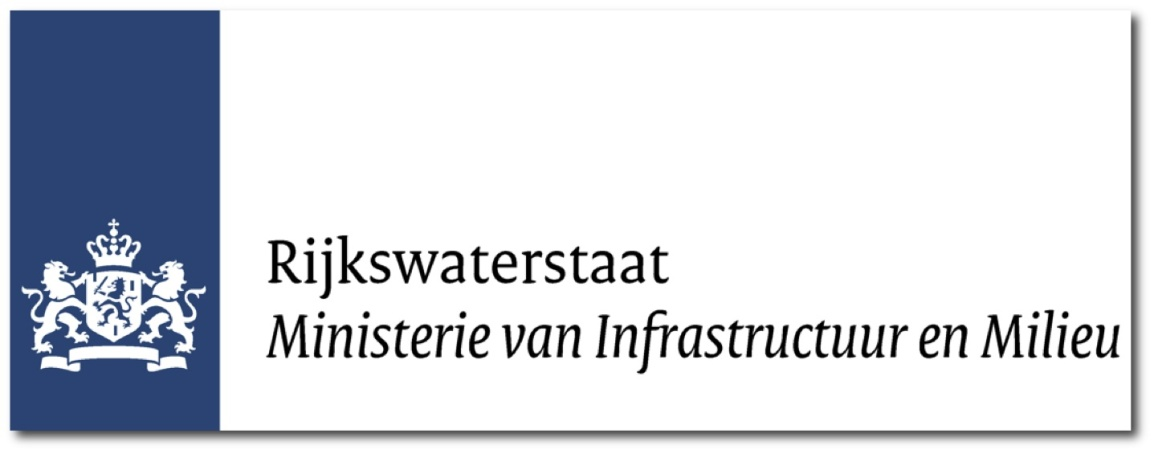 Rijkswaterstaat
Ministerie van Infrastructuur en Milieu